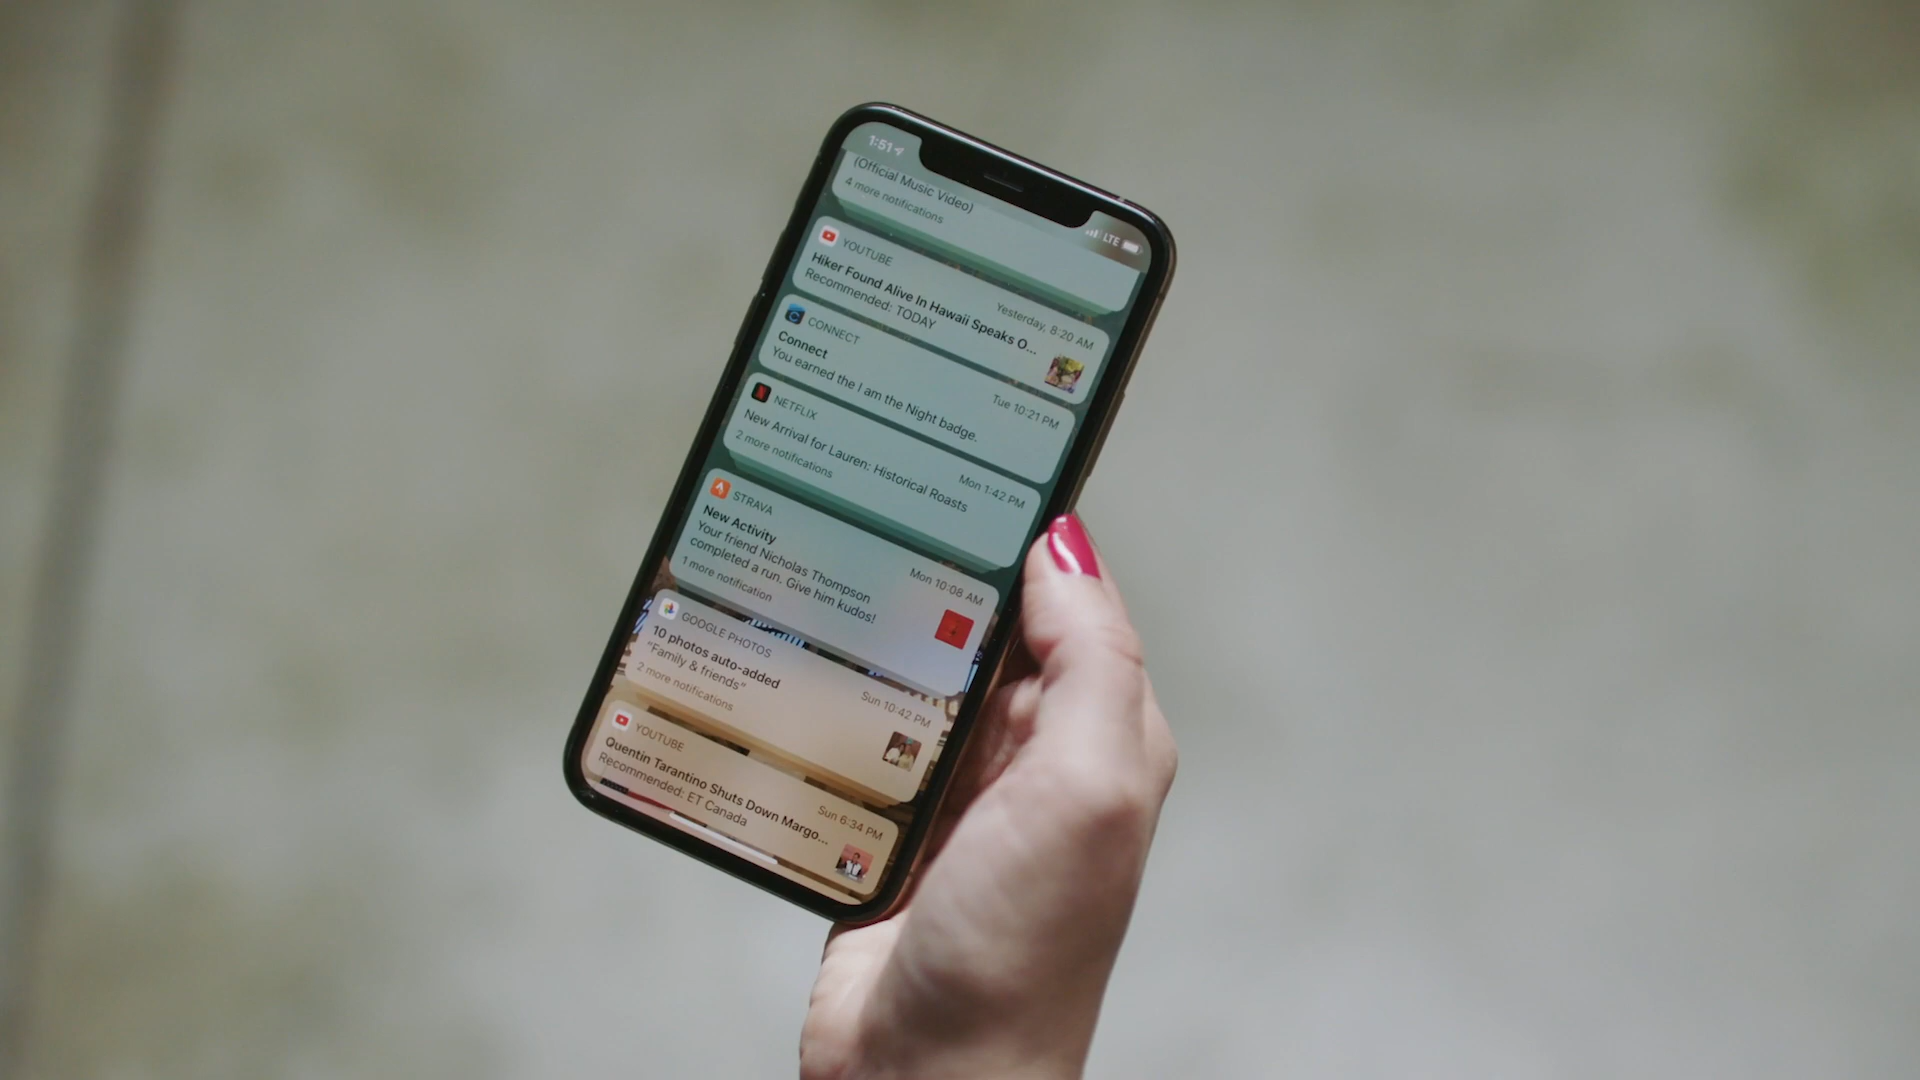 1:51
LTE
(Official Music Video)
4 more notifications
YOUTUBE
Yesterday, 8:20 AM
Hiker Found Alive In Hawaii Speaks O...
Recommended: TODAY
CONNECT
Tue 10:21 PM
Connect
You earned the I am the Night badge.
NETFLIX
Mon 1:42 PM
New Arrival for Lauren: Historical Roasts
2 more notifications
STRAVA
Mon 10:08 AM
New Activity
Your friend Nicholas Thompson
completed a run. Give him kudos!
1 more notification
GOOGLE PHOTOS
Sun 10:42 PM
10 photos auto-added
"Family & friends"
2 more notifications
YOUTUBE
Sun 6:34 PM
Quentin Tarantino Shuts Down Margo...
Recommended: ET Canada